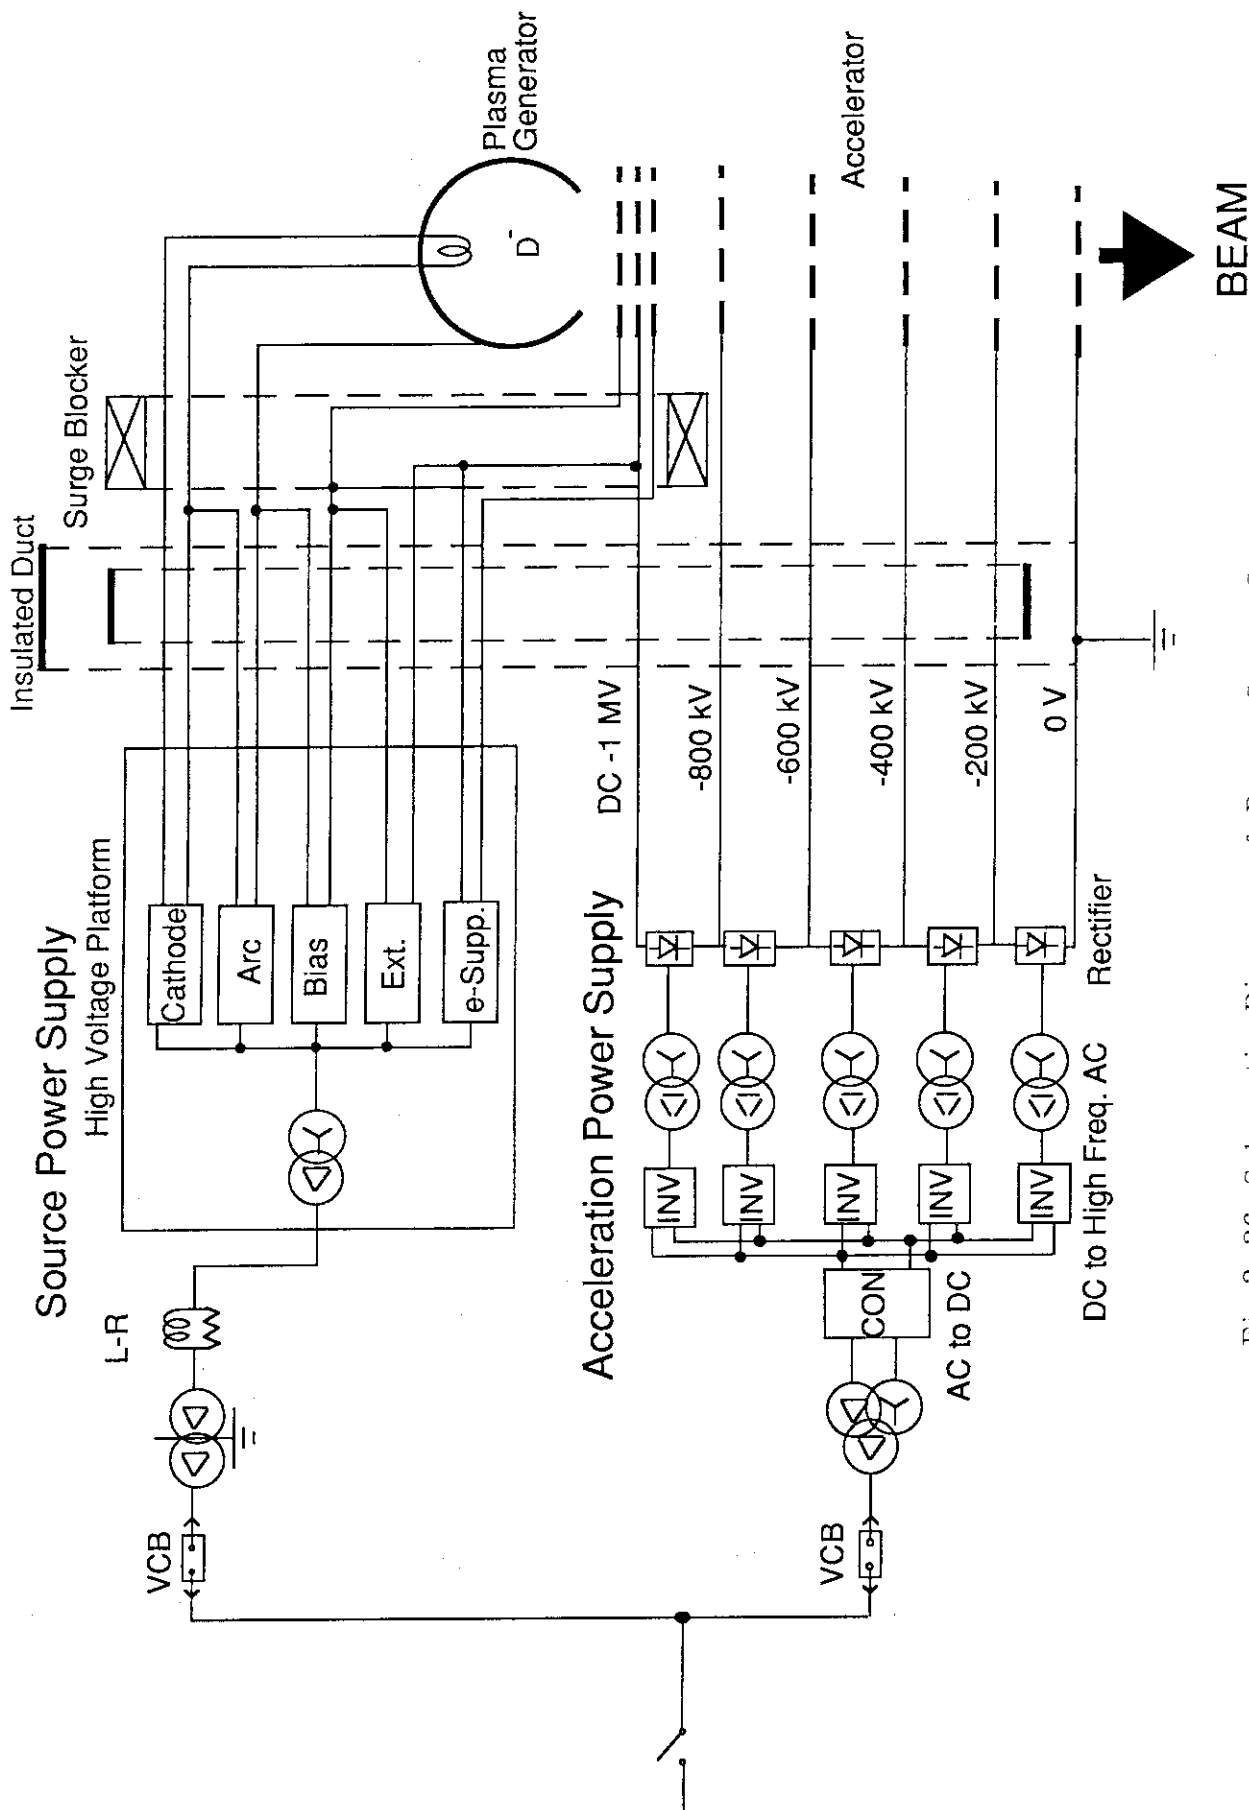 Source Power Supply
High Voltage Platform
Insulated Duct
Surge Blocker
Plasma
Generator
D-
L-R
VCB
Cathode
Arc
Bias
Ext.
e-Supp.
Acceleration Power Supply
DC -1 MV
-800 kV
-600 kV
-400 kV
-200 kV
0 V
Accelerator
VCB
CON
INV
INV
INV
INV
INV
AC to DC
DC to High Freq. AC
Rectifier
BEAM